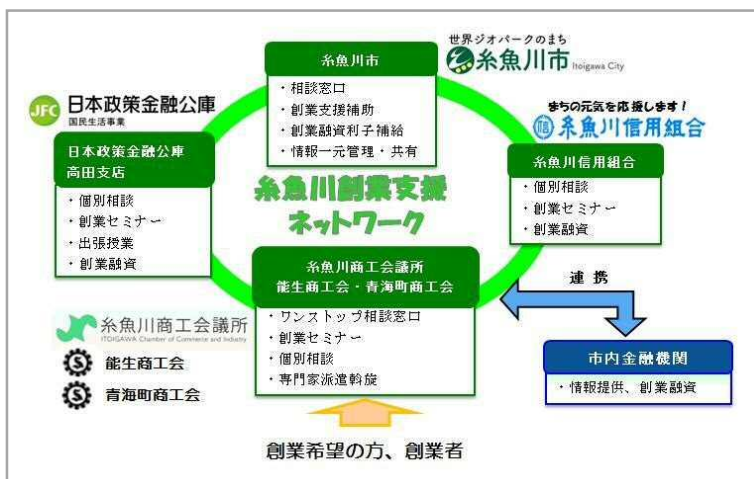 世界ジオパークのまち
糸魚川市 Itoigawa City
糸魚川市
・相談窓口
・創業支援補助
・創業融資利子補給
・情報一元管理・共有
JFC 日本政策金融公庫
国民生活事業
日本政策金融公庫
高田支店
・個別相談
・創業セミナー
・出張授業
・創業融資
まちの元気を応援します！
信 糸魚川信用組合
糸魚川信用組合
・個別相談
・創業セミナー
・創業融資
糸魚川創業支援
ネットワーク
糸魚川商工会議所
能生商工会・青海町商工会
・ワンストップ相談窓口
・創業セミナー
・個別相談
・専門家派遣斡旋
糸魚川商工会議所
ITOIGAWA Chamber of Commerce and Industry
能生商工会
青海町商工会
連携
市内金融機関
・情報提供、創業融資
創業希望の方、創業者